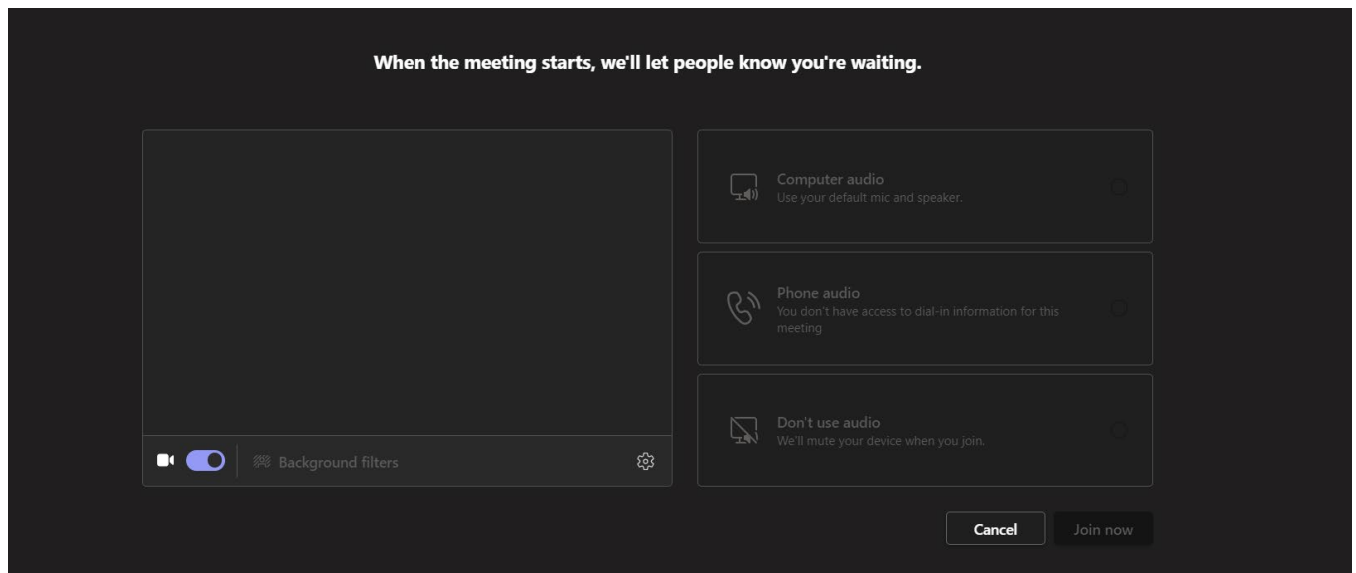 When the meeting starts, we'll let people know you're waiting.
Computer audio
Use your default mic and speaker.
Phone audio
You don't have access to dial-in information for this
meeting
Don't use audio
We'll mute your device when you join.
Background filters
Cancel
Join now